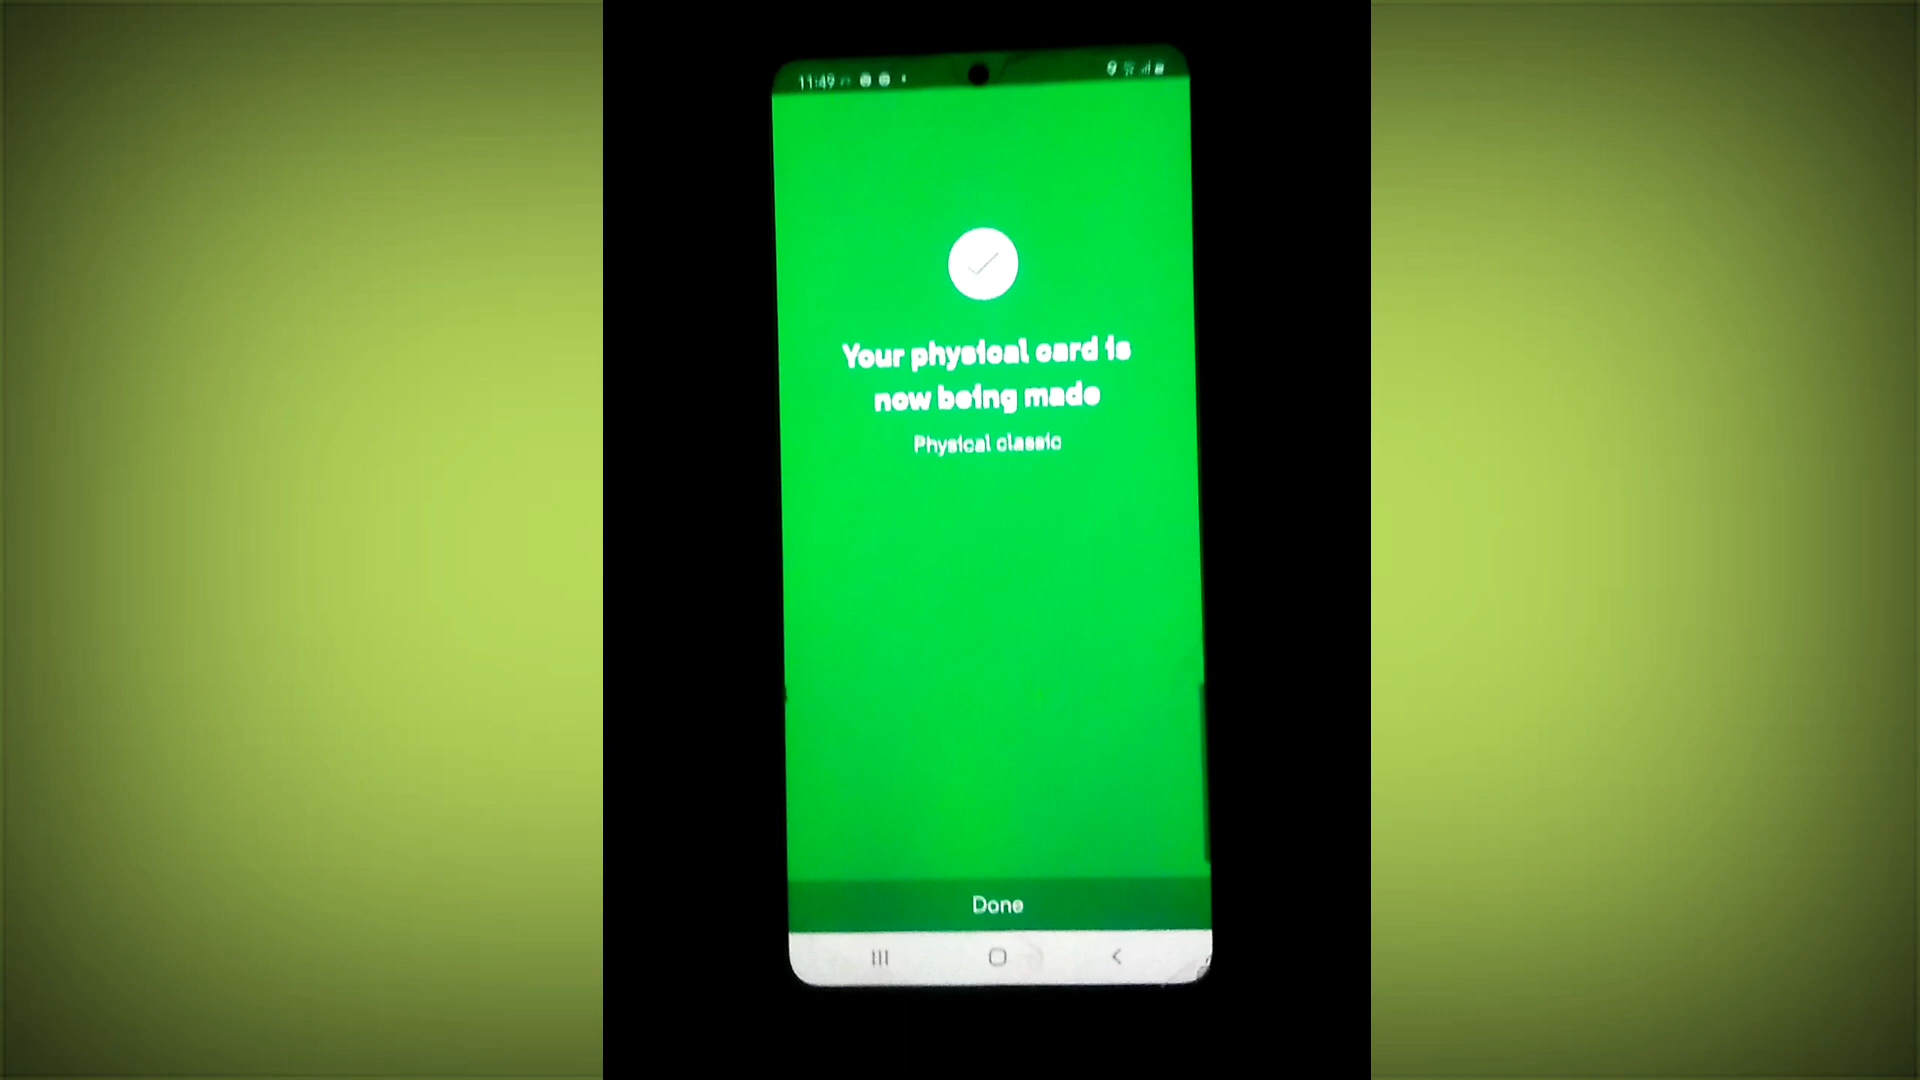 11:49
Your physical card is
now being made
Physical classic
Done